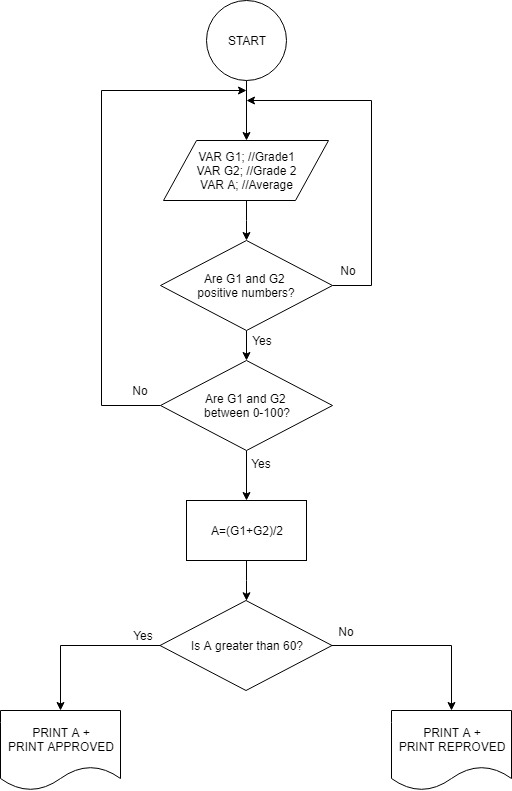 START
VAR G1; //Grade1
VAR G2; //Grade 2
VAR A; //Average
Are G1 and G2
positive numbers?
No
Yes
Are G1 and G2
between 0-100?
No
Yes
A=(G1+G2)/2
Is A greater than 60?
Yes
No
PRINT A +
PRINT APPROVED
PRINT A +
PRINT REPROVED